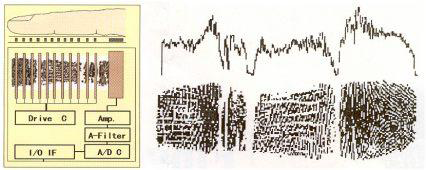 Drive C
Amp.
A-Filter
I/O IF
A/D C